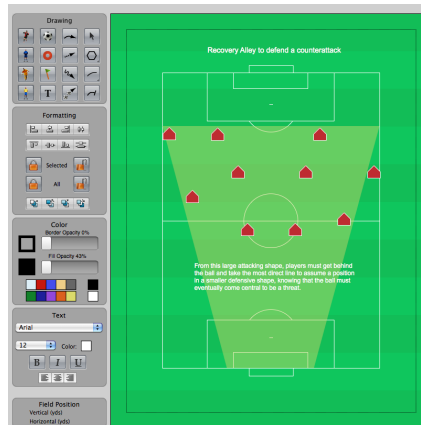 Drawing
T
Formatting
Selected
All
Color
Border Opacity 0%
Fill Opacity 43%
Text
Arial
12
Color:
B I U
Field Position
Vertical (yds)
Horizontal (yds)
Recovery Alley to defend a counterattack
From this large attacking shape, players must get behind
the ball and take the most direct line to assume a position
in a smaller defensive shape, knowing that the ball must
eventually come central to be a threat.